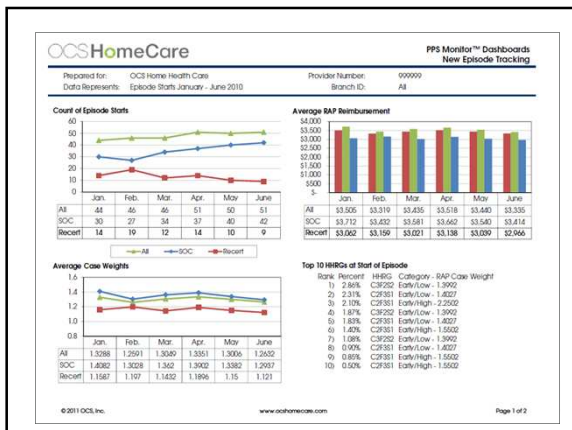 OCSHomeCare
PPS Monitor™ Dashboards
New Episode Tracking
Prepared for: OCS Home Health Care Provider Number: 999999
Data Represents: Episode Starts January - June 2010 Branch ID: All
Count of Episode Starts
60
50
40
30
20
10
0
Jan. Feb. Mar. Apr. May June
All 44 46 46 51 50 51
SOC 30 27 34 37 40 42
Recert 14 19 12 14 10 9
All SOC Recert
Average RAP Reimbursement
$4,000
$3,500
$3,000
$2,500
$2,000
$1,500
$1,000
$500
$-
Jan. Feb. Mar. Apr. May June
All $3,505 $3,319 $3,435 $3,518 $3,440 $3,335
SOC $3,712 $3,432 $3,581 $3,662 $3,540 $3,414
Recert $3,062 $3,159 $3,021 $3,138 $3,039 $2,966
Average Case Weights
1.6
1.4
1.2
1.0
0.8
Jan. Feb. Mar. Apr. May June
All 1.3288 1.2591 1.3049 1.3351 1.3006 1.2632
SOC 1.4082 1.3028 1.362 1.3902 1.3382 1.2937
Recert 1.1587 1.197 1.1432 1.1896 1.15 1.121
Top 10 HHRGs at Start of Episode
Rank Percent HHRG Category - RAP Case Weight
1) 2.86% C3F2S2 Early/Low - 1.3992
2) 2.31% C2F3S1 Early/Low - 1.4027
3) 2.10% C2F3S1 Early/High - 2.2502
4) 1.87% C3F2S2 Early/Low - 1.3992
5) 1.83% C2F3S1 Early/Low - 1.4027
6) 1.40% C2F3S1 Early/High - 1.5502
7) 1.08% C3F2S2 Early/Low - 1.3992
8) 0.90% C2F3S1 Early/Low - 1.4027
9) 0.85% C2F3S1 Early/High - 1.5502
10) 0.50% C2F3S1 Early/High - 1.5502
© 2011 OCS, Inc. www.ocshomecare.com Page 1 of 2